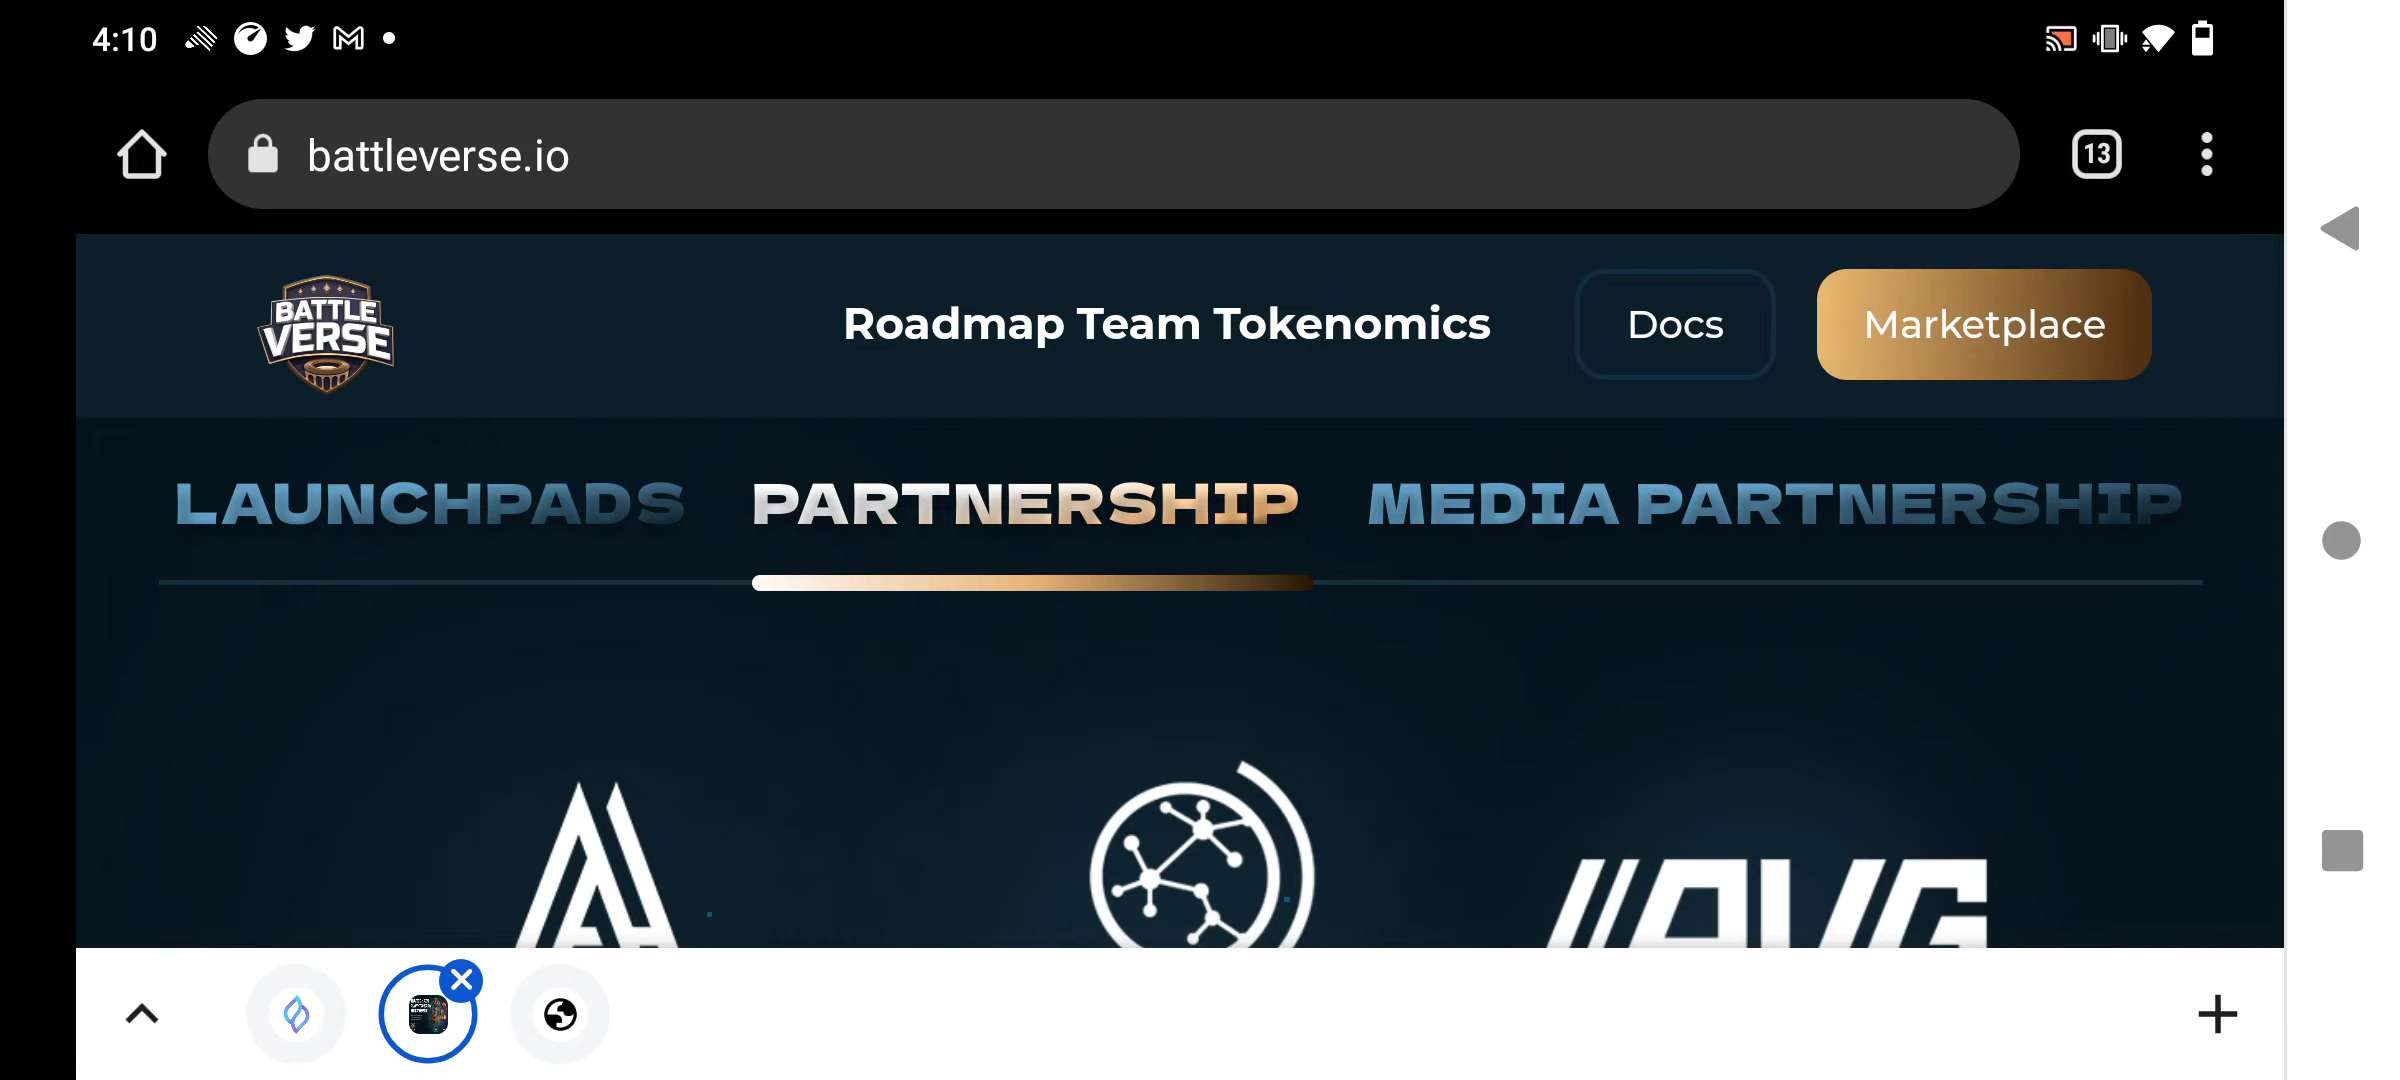 4:10
battleverse.io
13
BATTLE
VERSE
Roadmap Team Tokenomics
Docs
Marketplace
LAUNCHPADS
PARTNERSHIP
MEDIA PARTNERSHIP